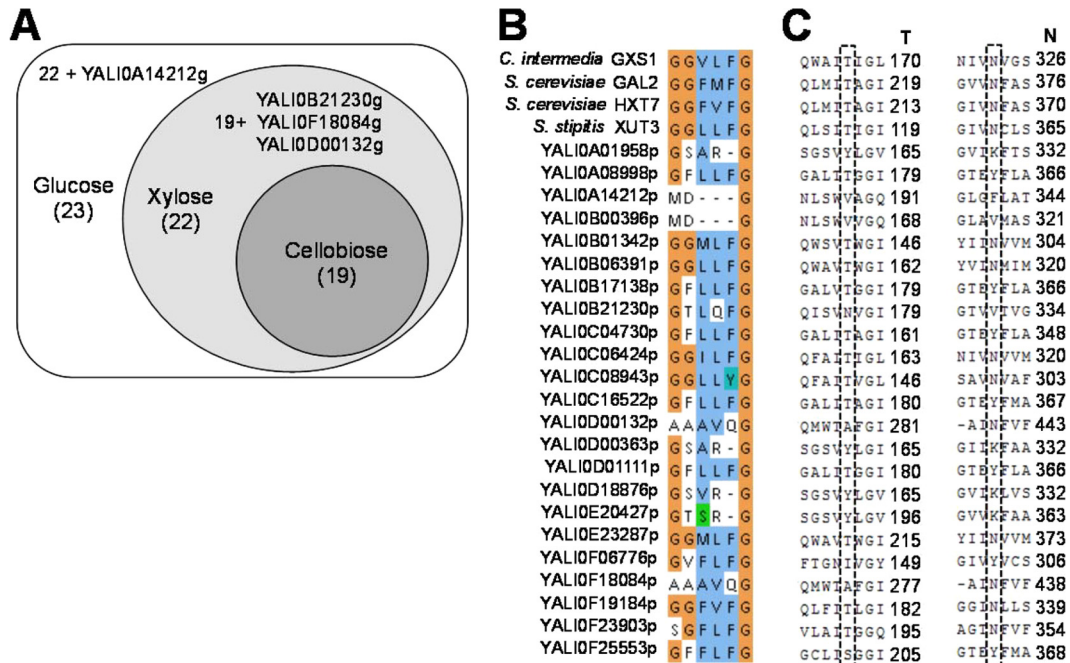 A
22 + YALI0A14212g
YALI0B21230g
19+ YALI0F18084g
YALI0D00132g
Glucose
(23)
Xylose
(22)
Cellobiose
(19)
B
C. intermedia GXS1 GGVLFG
S. cerevisiae GAL2 GGFMFG
S. cerevisiae HXT7 GGFVFG
S. stipitis XUT3 GGLLFG
YALI0A01958p GSAR-G
YALI0A08998p GFLLFG
YALI0A14212p MD---G
YALI0B00396p MD---G
YALI0B01342p GGMLFG
YALI0B06391p GGLLFG
YALI0B17138p GFLLFG
YALI0B21230p GTLQFG
YALI0C04730p GFLLFG
YALI0C06424p GGILFG
YALI0C08943p GGLLYG
YALI0C16522p GFLLFG
YALI0D00132p AAAVQG
YALI0D00363p GSAR-G
YALI0D01111p GFLLFG
YALI0D18876p GSVR-G
YALI0E20427p GTSR-G
YALI0E23287p GGMLFG
YALI0F06776p GVFLFG
YALI0F18084p AAAVQG
YALI0F19184p GGFVFG
YALI0F23903p SGFLFG
YALI0F25553p GFFLFG
C
T N
QWAITIGL 170 NIVNVGS 326
QLMITAGI 219 GVVNFAS 376
QLMITAGI 213 GIVNFAS 370
QLSITIGI 119 GIVNCLS 365
SGSVYLGV 165 GVIKFTS 332
GALITGGI 179 GTEYFLA 366
NLSWVAGQ 191 GLGFLAT 344
NLSWVVGQ 168 GLAVMAS 321
QWSVTWGI 146 YIINVVM 304
QWAVTWGI 162 YVINMIM 320
GALVTGGI 179 GTEYFLA 366
QISVNVGI 179 GTVVTVG 334
GALITAGI 161 GTEYFLA 348
QFAITIGL 163 NIVNVVM 320
QFAITVGL 146 SAVNVAF 303
GALITAGI 180 GTEYFMA 367
QMWIAFGI 281 -AINFVF 443
SGSVYLGI 165 GIIKFAA 332
GALITGGI 180 GTEYFLA 366
SGSVYLGV 165 GVIKLVS 332
SGSVYLGV 196 GVVKFAA 363
QWAVTWGI 215 YIINVVM 373
FTGNIVGY 149 GIVYVCS 306
QMWIAFGI 277 -AINFVF 438
QLFITLGI 182 GGINLLS 339
VLAITGGQ 195 AGINFVF 354
GCLISGGI 205 GTEYFMA 368